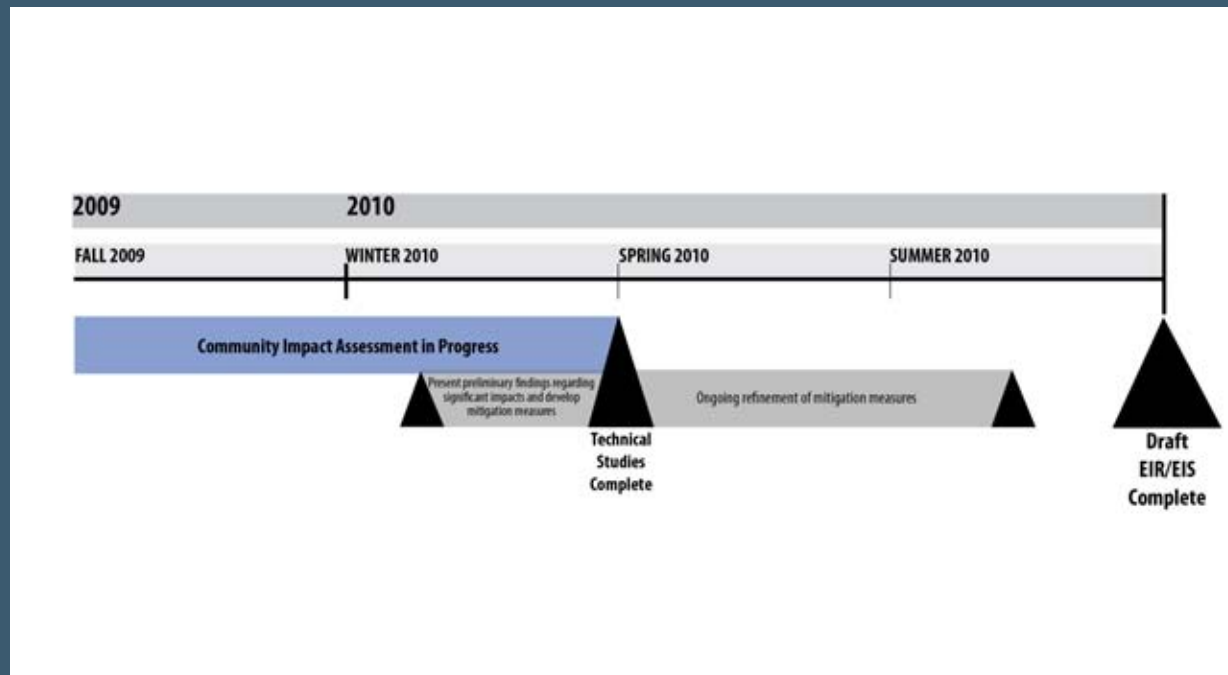 2009
2010
FALL 2009
WINTER 2010
SPRING 2010
SUMMER 2010
Community Impact Assessment in Progress
Present preliminary findings regarding
significant impacts and develop
mitigation measures
Ongoing refinement of mitigation measures
Technical
Studies
Complete
Draft
EIR/EIS
Complete